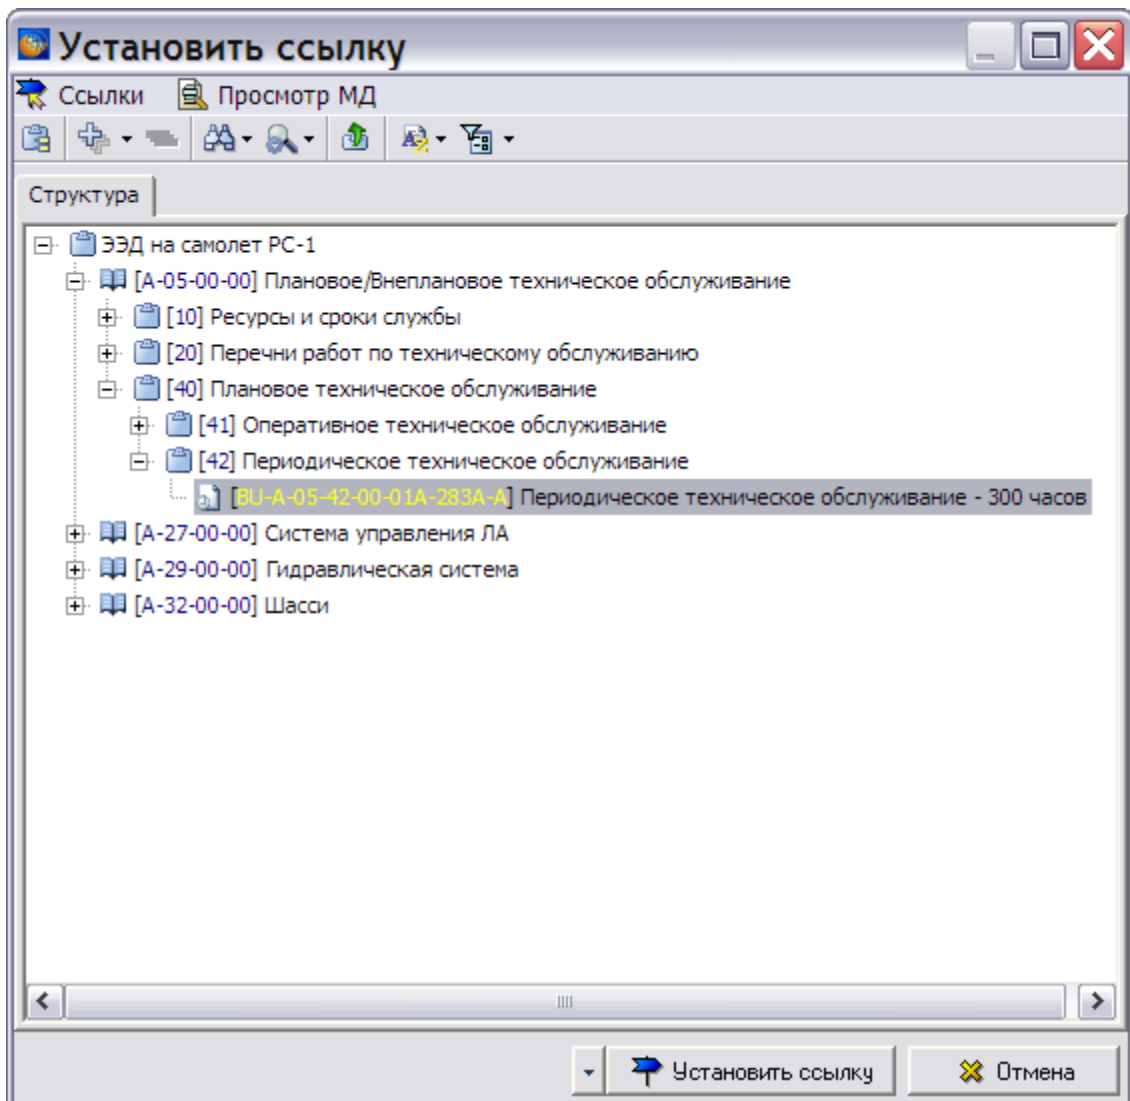 Установить ссылку
Ссылки Просмотр МД
Структура
ЭЭД на самолет РС-1
[A-05-00-00] Плановое/Внеплановое техническое обслуживание
[10] Ресурсы и сроки службы
[20] Перечни работ по техническому обслуживанию
[40] Плановое техническое обслуживание
[41] Оперативное техническое обслуживание
[42] Периодическое техническое обслуживание
[BU-A-05-42-00-01A-283A-A] Периодическое техническое обслуживание - 300 часов
[A-27-00-00] Система управления ЛА
[A-29-00-00] Гидравлическая система
[A-32-00-00] Шасси
Установить ссылку Отмена